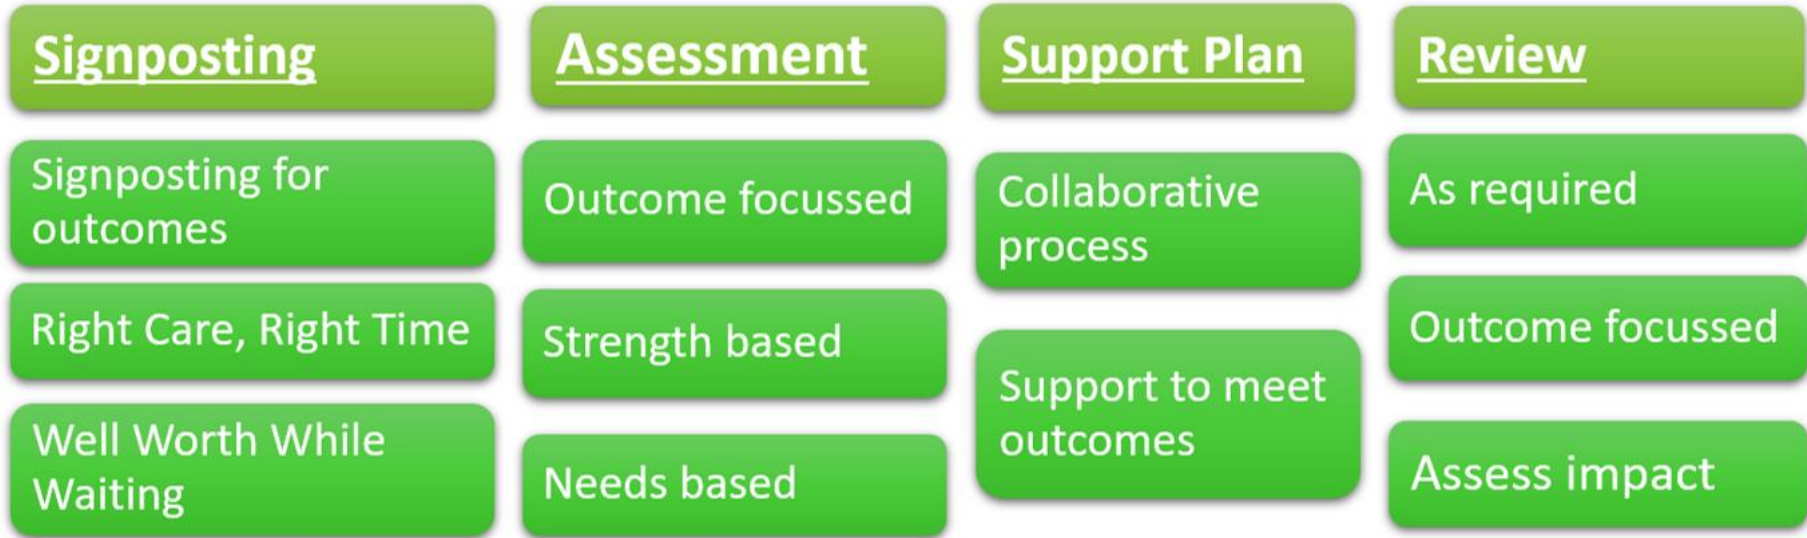 Signposting
Signposting for
outcomes
Right Care, Right Time
Well Worth While
Waiting
Assessment
Outcome focussed
Strength based
Needs based
Support Plan
Collaborative
process
Support to meet
outcomes
Review
As required
Outcome focussed
Assess impact